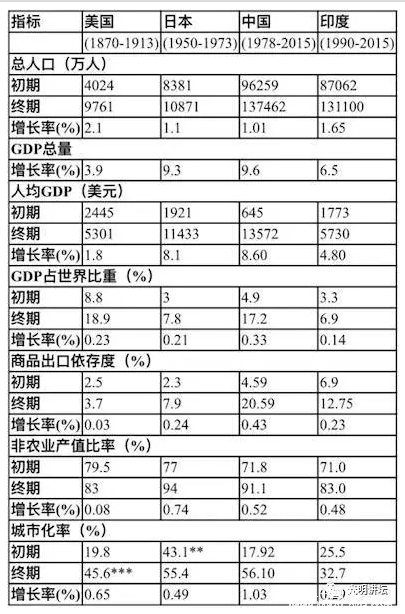 指标 美国 日本 中国 印度
(1870-1913) (1950-1973) (1978-2015) (1990-2015)
总人口（万人）
初期 4024 8381 96259 87062
终期 9761 10871 137462 131100
增长率(%) 2.1 1.1 1.01 1.65
GDP总量
增长率(%) 3.9 9.3 9.6 6.5
人均GDP（美元）
初期 2445 1921 645 1773
终期 5301 11433 13572 5730
增长率(%) 1.8 8.1 8.60 4.80
GDP占世界比重（%）
初期 8.8 3 4.9 3.3
终期 18.9 7.8 17.2 6.9
增长率(%) 0.23 0.21 0.33 0.14
商品出口依存度（%）
初期 2.5 2.3 4.59 6.9
终期 3.7 7.9 20.59 12.75
增长率(%) 0.03 0.24 0.43 0.23
非农业产值比率（%）
初期 79.5 77 71.8 71.0
终期 83 94 91.1 83.0
增长率(%) 0.08 0.74 0.52 0.48
城市化率（%）
初期 19.8 43.1** 17.92 25.5
终期 45.6*** 55.4 56.10 32.7
增长率(%) 0.65 0.49 1.03
光明讲坛